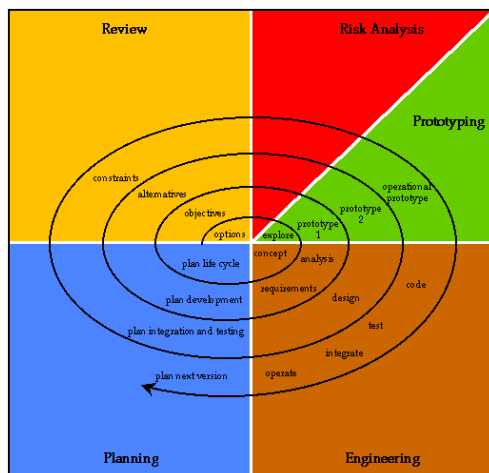 Review
Risk Analysis
Prototyping
constraints
alternatives
objectives
options
explore
prototype
1
prototype
2
operational
prototype
plan life cycle
concept
analysis
requirements
plan development
design
code
plan integration and testing
test
integrate
plan next version
operate
Planning
Engineering